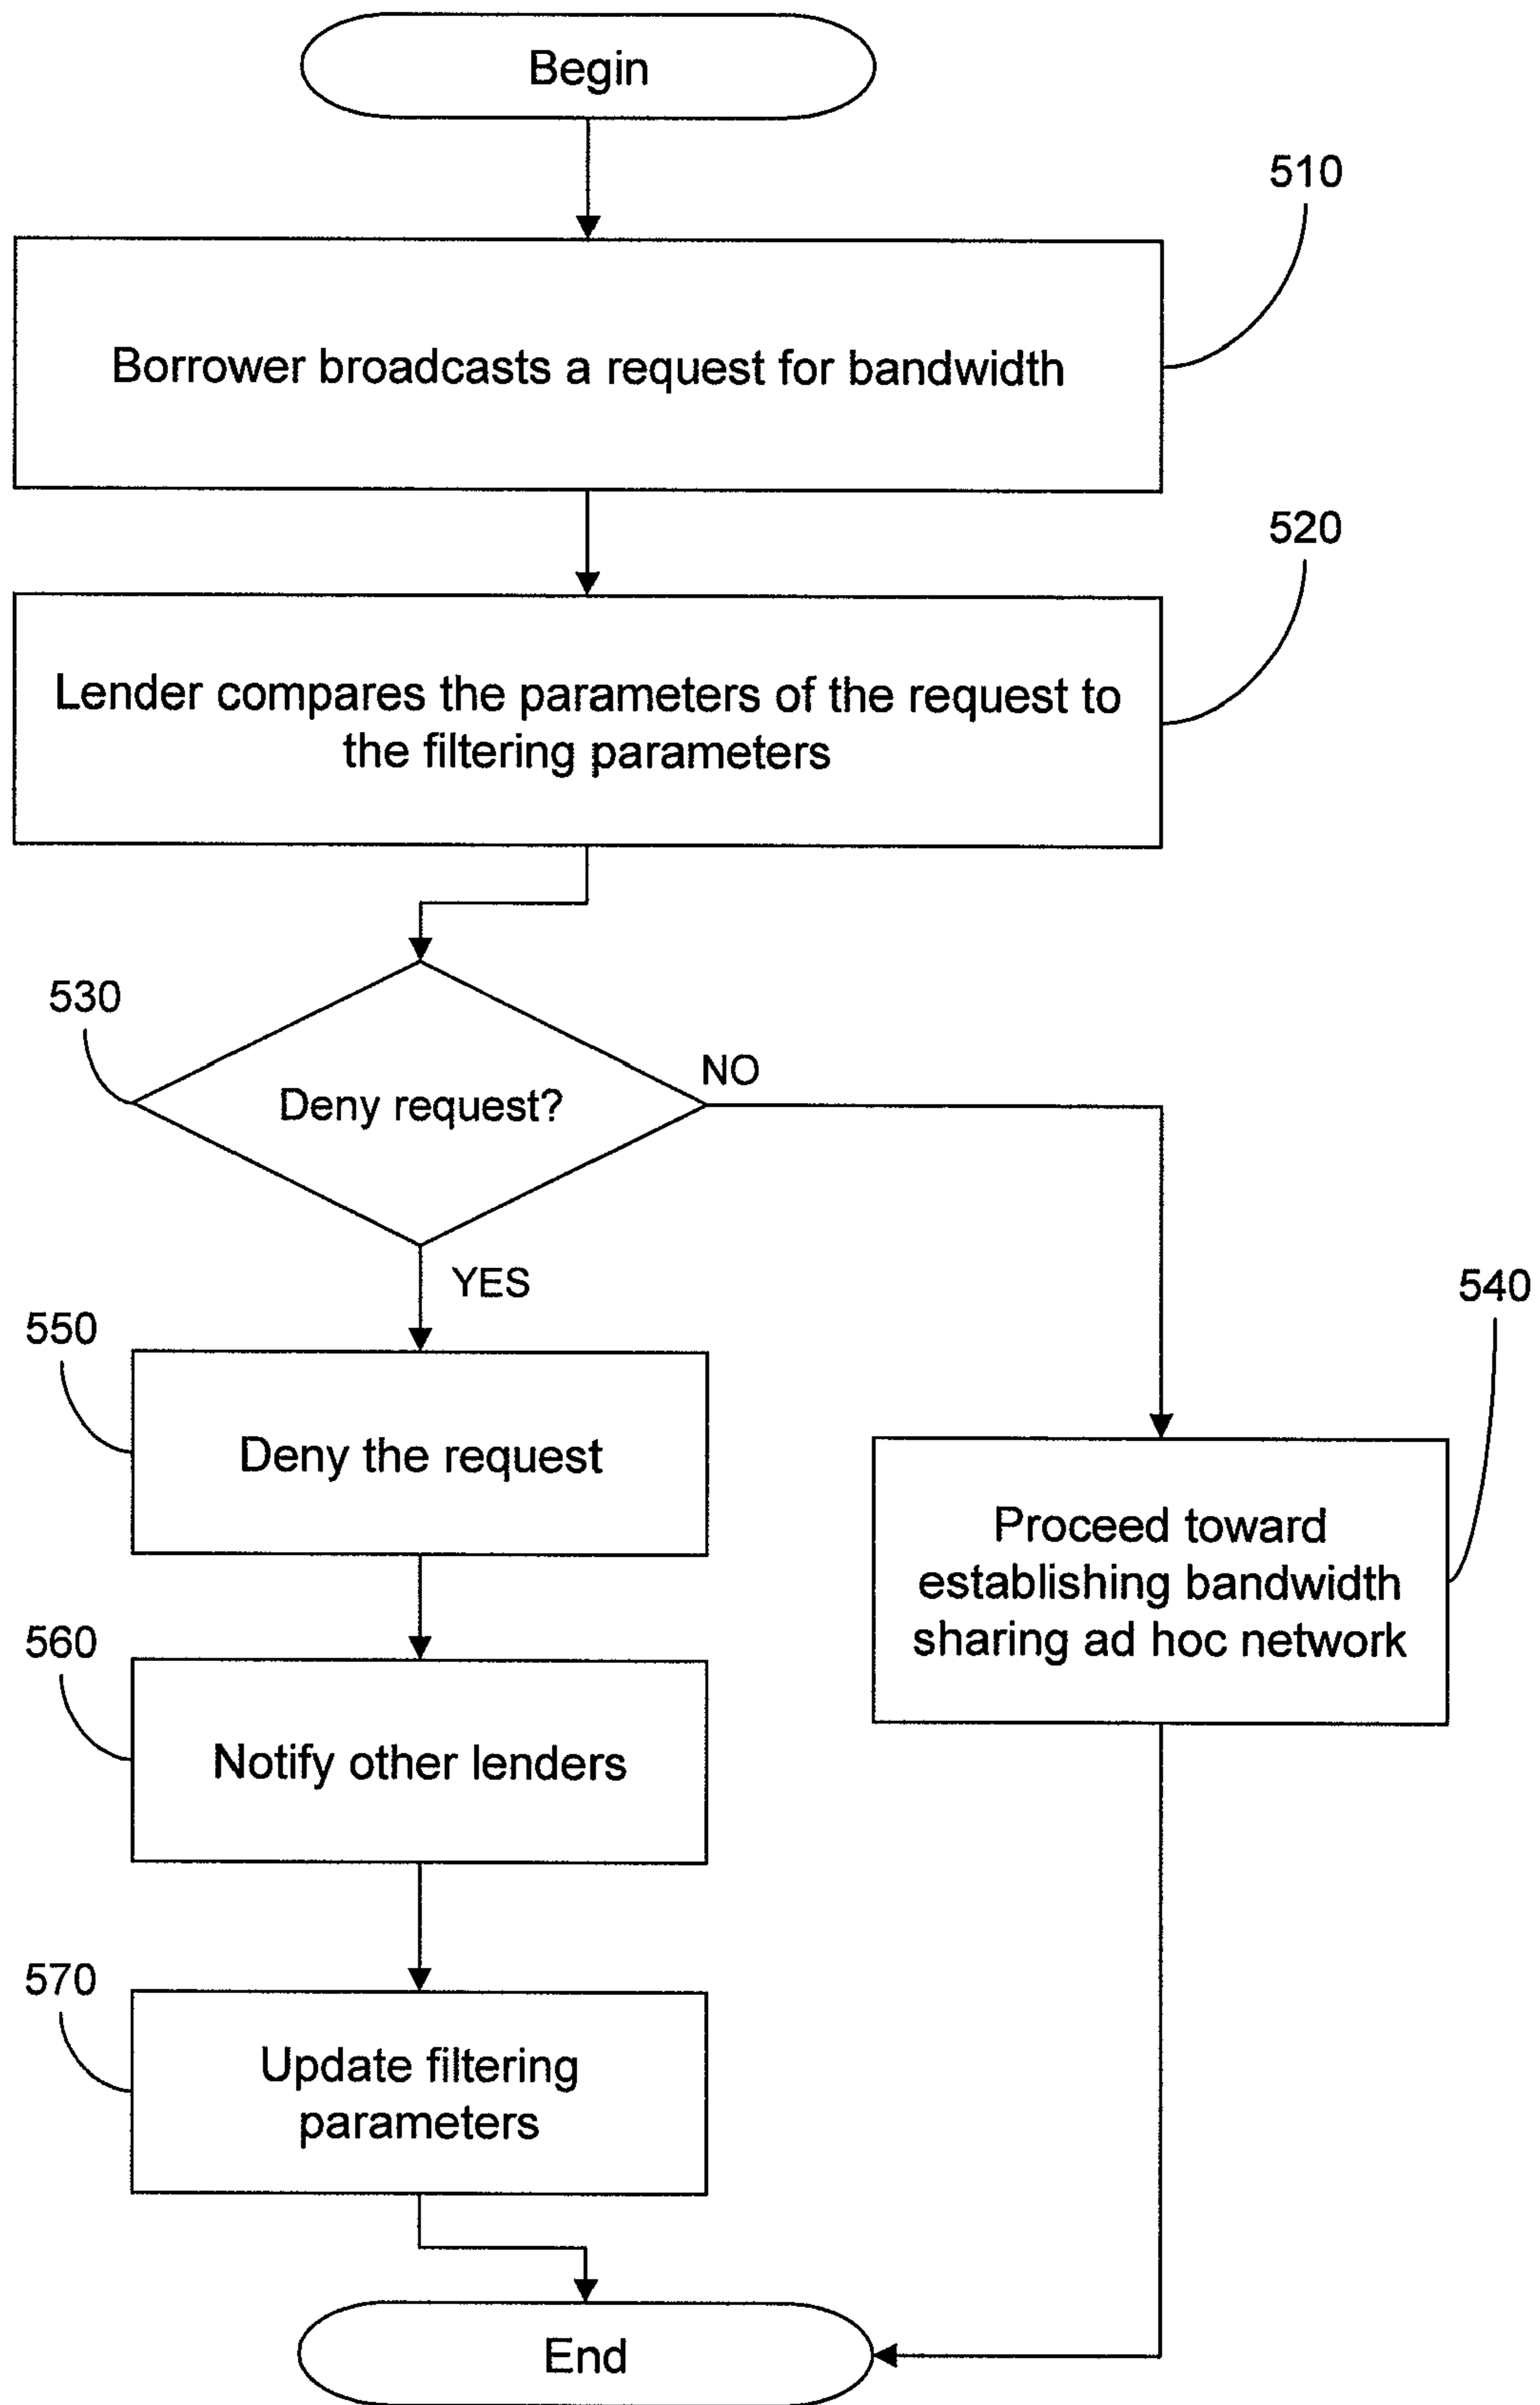 Begin
510
Borrower broadcasts a request for bandwidth
520
Lender compares the parameters of the request to
the filtering parameters
530
Deny request?
NO
YES
540
550
Deny the request
Proceed toward
establishing bandwidth
sharing ad hoc network
560
Notify other lenders
570
Update filtering
parameters
End